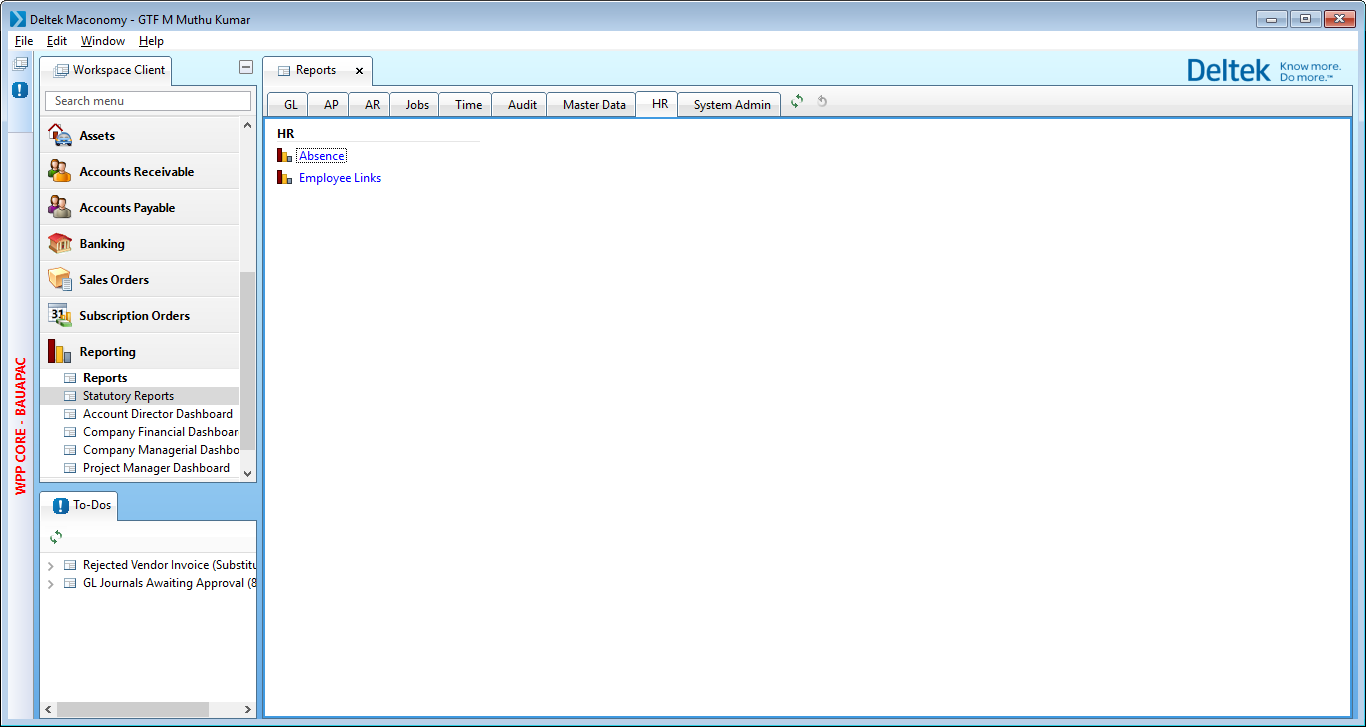 Deltek Maconomy - GTF M Muthu Kumar
File Edit Window Help
Workspace Client
Reports
Deltek Know more. Do more.™
Search menu
GL AP AR Jobs Time Audit Master Data HR System Admin
HR
Absence
Employee Links
Assets
Accounts Receivable
Accounts Payable
Banking
Sales Orders
31
Subscription Orders
Reporting
Reports
Statutory Reports
Account Director Dashboard
Company Financial Dashboar
Company Managerial Dashbo
Project Manager Dashboard
WPP CORE - BAUAPAC
To-Dos
Rejected Vendor Invoice (Substitu
GL Journals Awaiting Approval (8